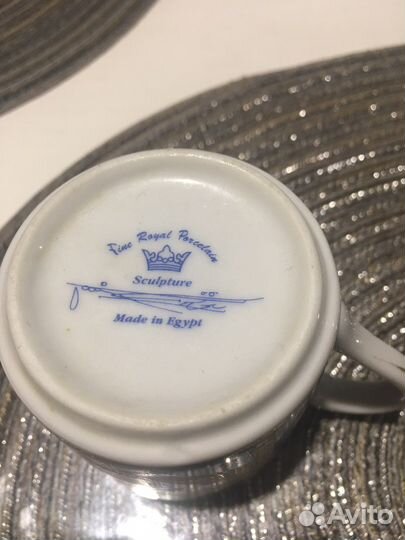 Fine Royal Porcelain
Sculpture
Made in Egypt
Avito